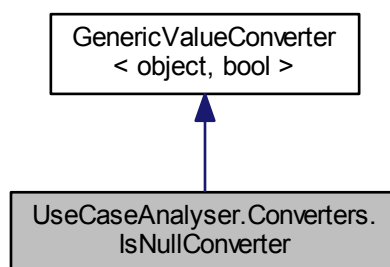 GenericValueConverter
< object, bool >
UseCaseAnalyser.Converters.
IsNullConverter